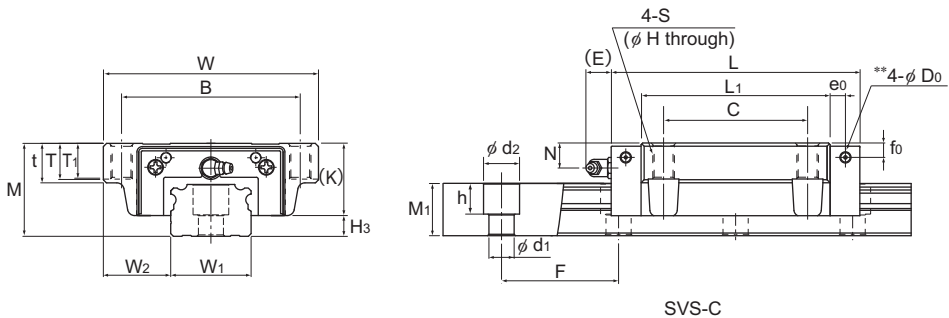 W
B
t
T
T1
M
(K)
H3
W2
W1
4-S
(φ H through)
(E)
L
L1
e0
**4-φ D0
C
N
f0
φ d2
h
M1
φ d1
F
SVS-C